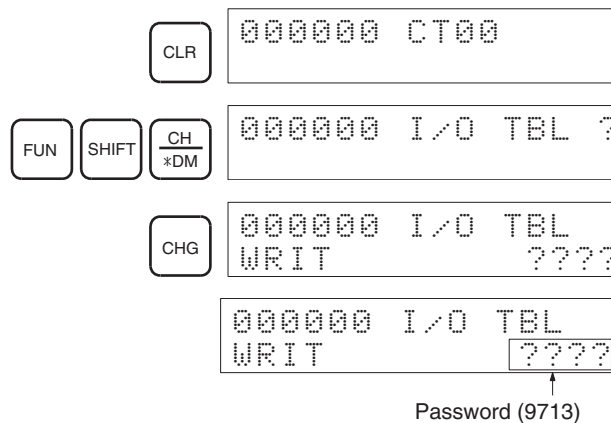 CLR
000000 CT00
FUN SHIFT CH
*DM
000000 I/O TBL ?
CHG
000000 I/O TBL
WRIT ????
000000 I/O TBL
WRIT ????
Password (9713)